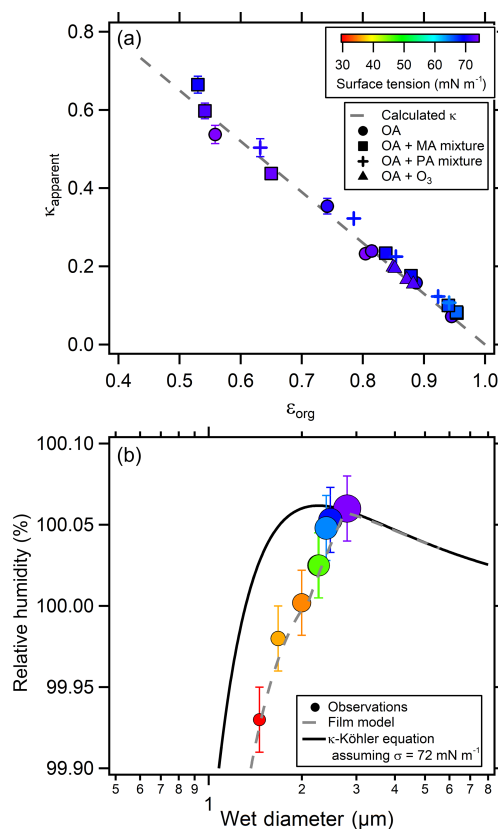 (a)
30 40 50 60 70
Surface tension (mN m⁻¹)
Calculated κ
OA
OA + MA mixture
OA + PA mixture
OA + O₃
κapparent
0.8
0.6
0.4
0.2
0.0
0.4 0.5 0.6 0.7 0.8 0.9 1.0
εorg
(b)
Relative humidity (%)
100.10
100.05
100.00
99.95
99.90
Observations
Film model
κ-Köhler equation
assuming σ = 72 mN m⁻¹
5 6 7 8 9 1 2 3 4 5 6 7 8
Wet diameter (µm)